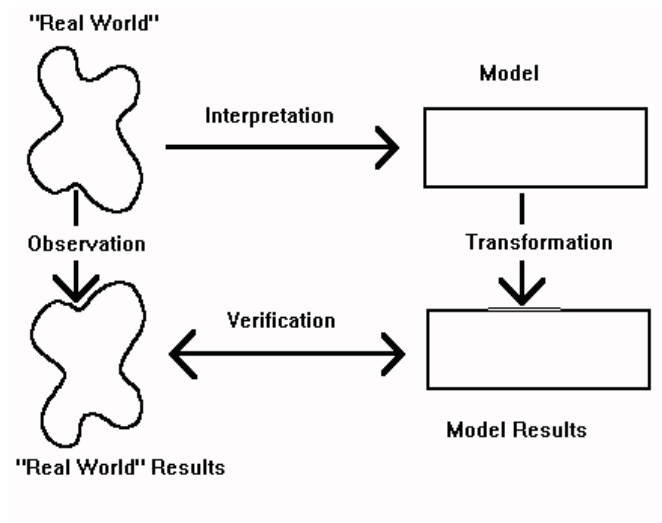 "Real World"
Model
Interpretation
Observation
Transformation
Verification
Model Results
"Real World" Results